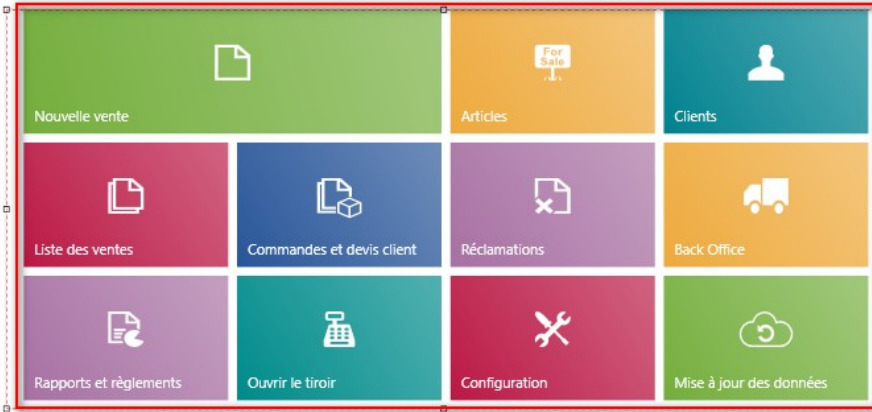 For
Sale
Nouvelle vente
Articles
Clients
Liste des ventes
Commandes et devis client
Réclamations
Back Office
Rapports et règlements
Ouvrir le tiroir
Configuration
Mise à jour des données